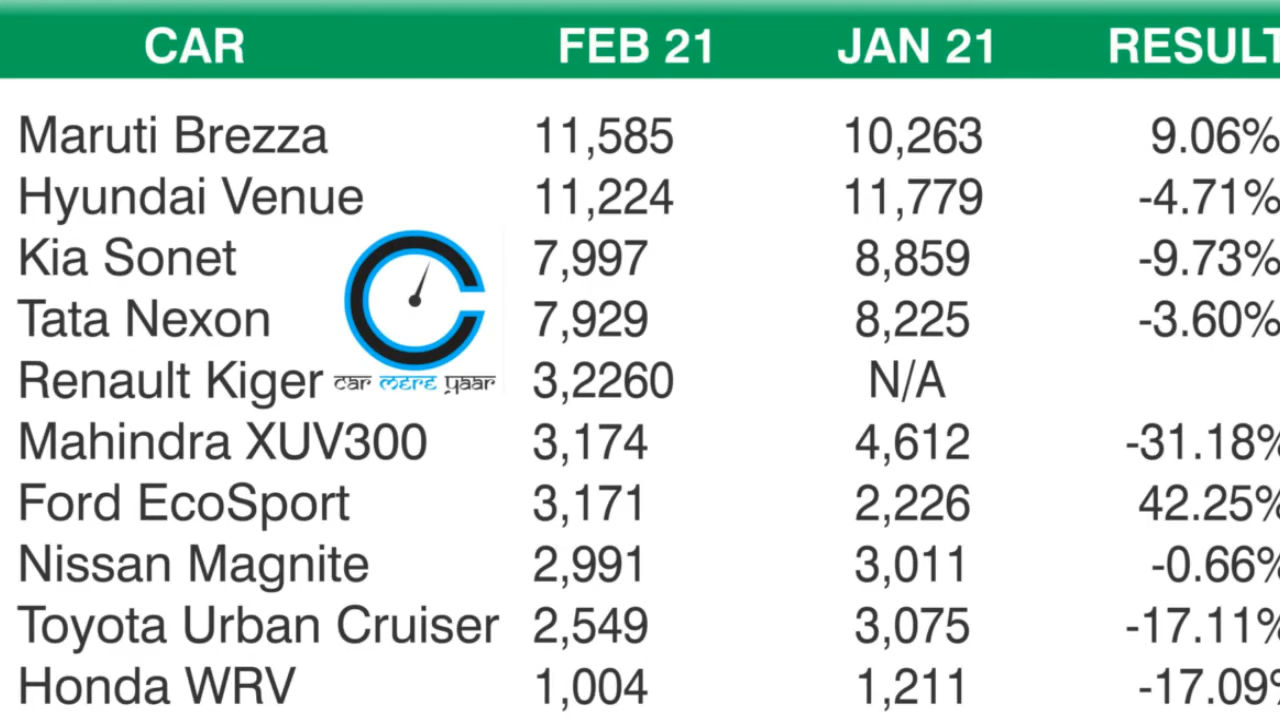 CAR FEB 21 JAN 21 RESULT
Maruti Brezza 11,585 10,263 9.06%
Hyundai Venue 11,224 11,779 -4.71%
Kia Sonet 7,997 8,859 -9.73%
Tata Nexon 7,929 8,225 -3.60%
Renault Kiger 3,2260 N/A
car mere yaar
Mahindra XUV300 3,174 4,612 -31.18%
Ford EcoSport 3,171 2,226 42.25%
Nissan Magnite 2,991 3,011 -0.66%
Toyota Urban Cruiser 2,549 3,075 -17.11%
Honda WRV 1,004 1,211 -17.09%